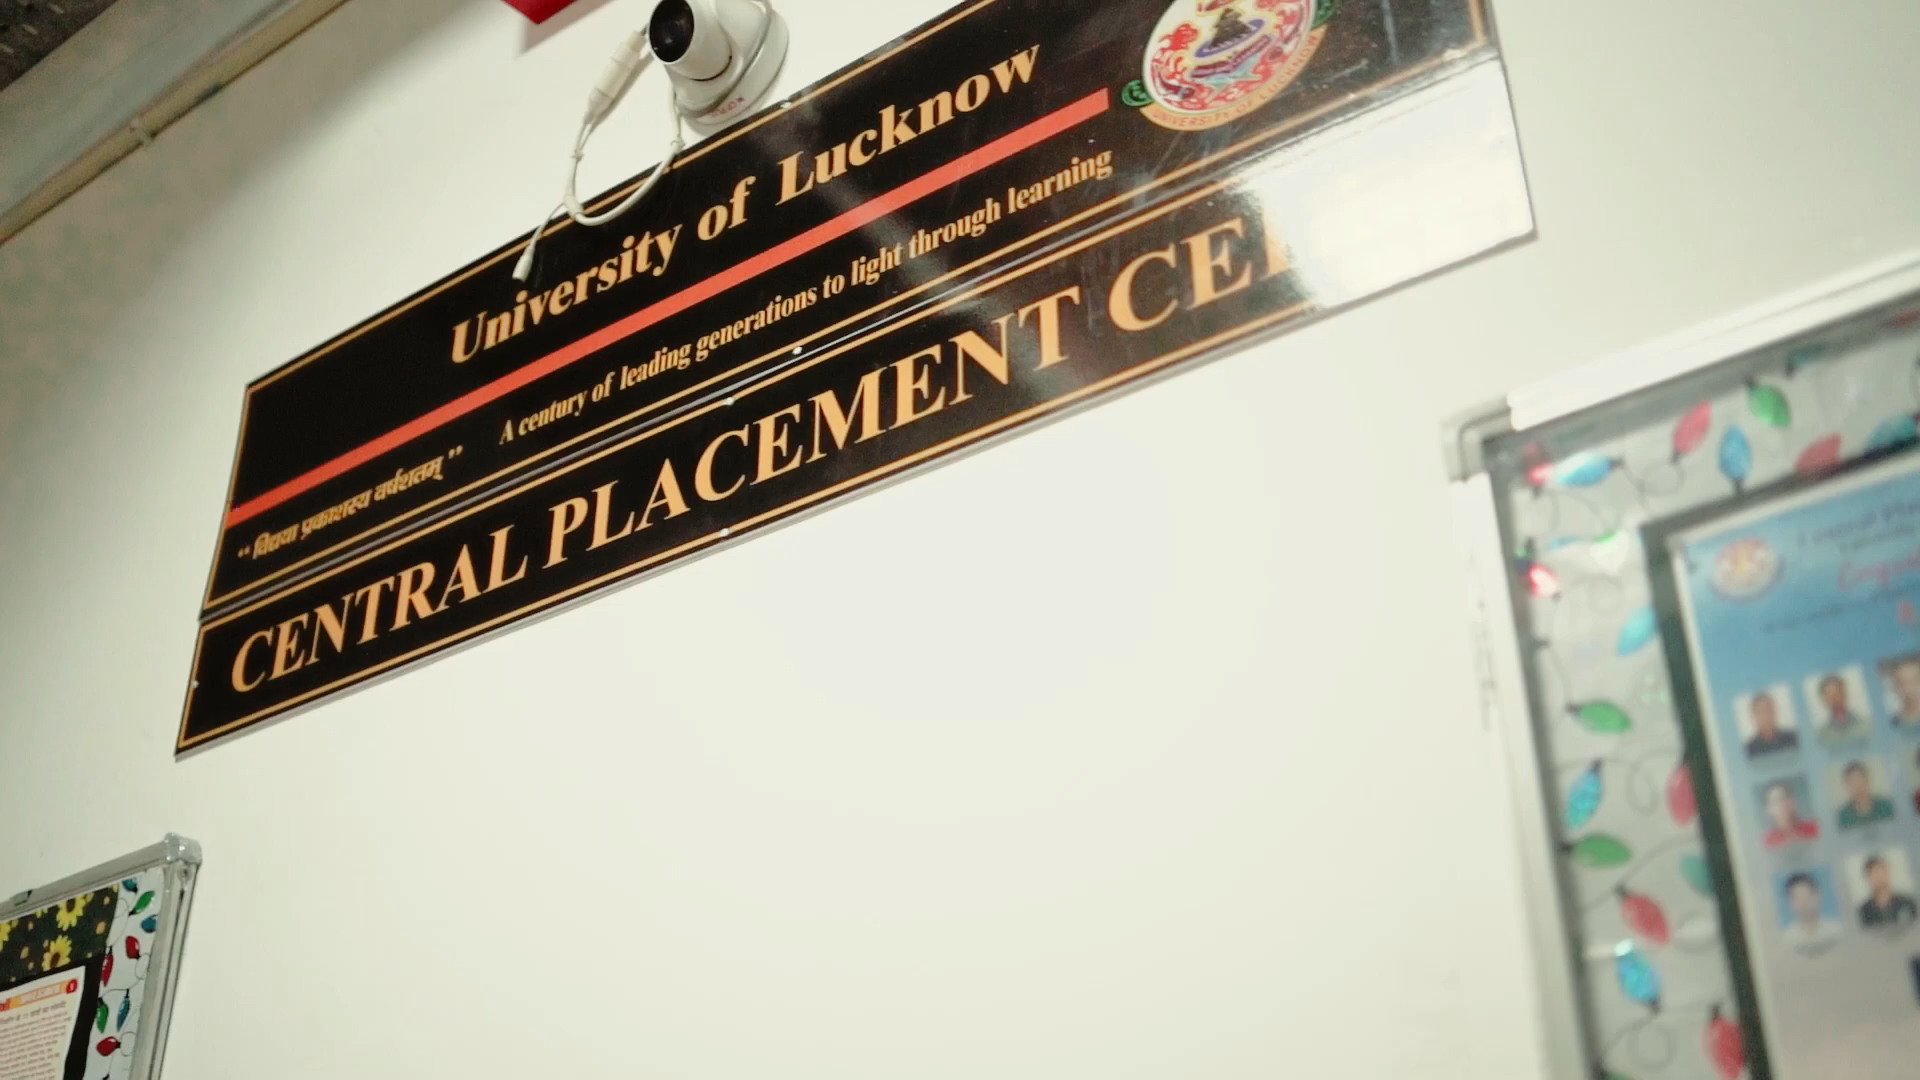 University of Lucknow
UNIVERSITY OF LUCKNOW
“ विद्यया प्रकाशस्य वर्षशतम् ” A century of leading generations to light through learning
CENTRAL PLACEMENT CE